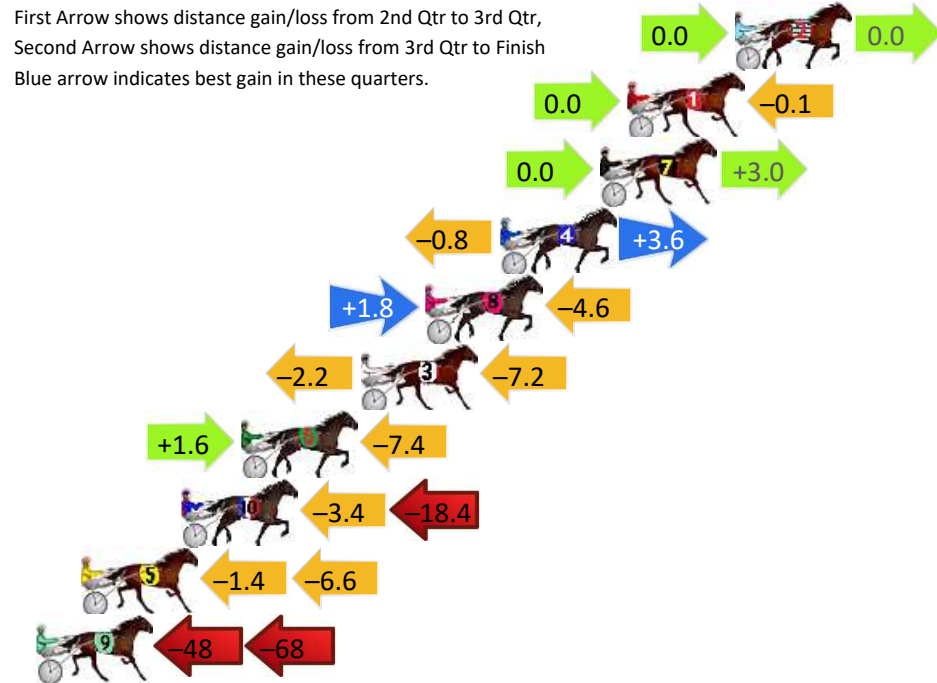 First Arrow shows distance gain/loss from 2nd Qtr to 3rd Qtr,
Second Arrow shows distance gain/loss from 3rd Qtr to Finish
Blue arrow indicates best gain in these quarters.
0.0 2 0.0
0.0 1 –0.1
0.0 7 +3.0
–0.8 4 +3.6
+1.8 8 –4.6
–2.2 3 –7.2
+1.6 6 –7.4
10 –3.4 –18.4
5 –1.4 –6.6
9 –48 –68